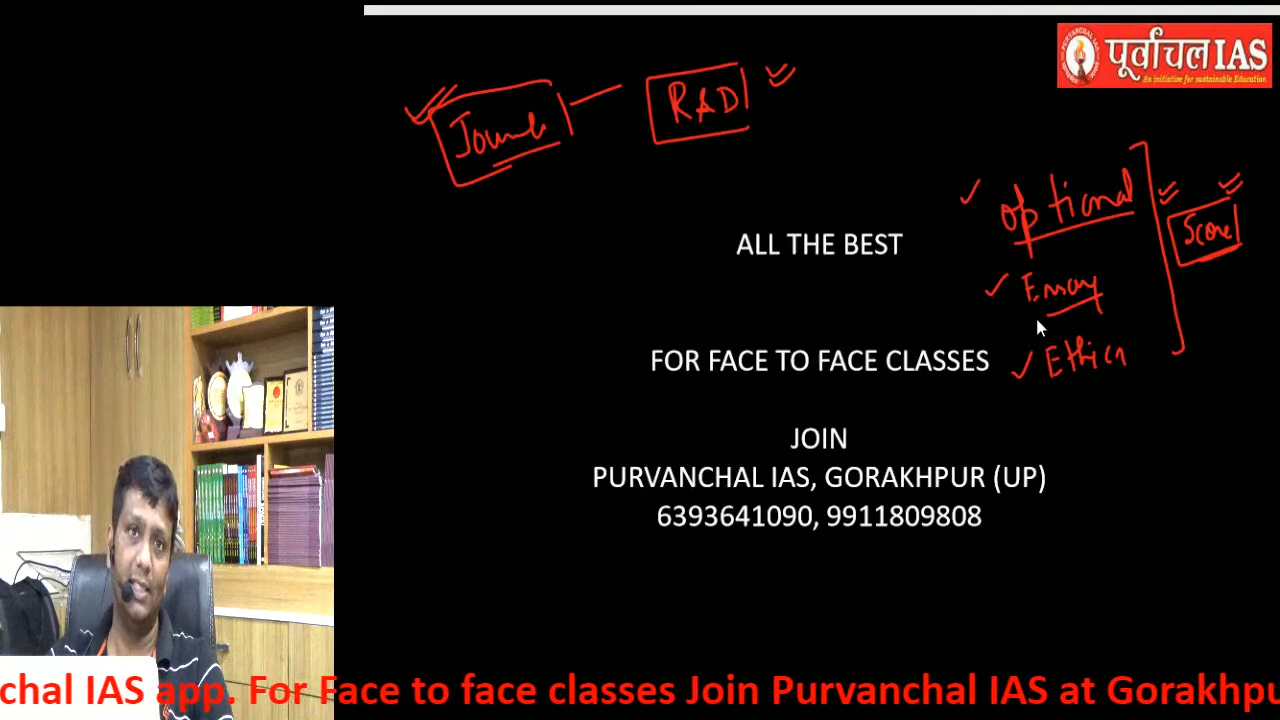 पूर्वांचल IAS
An initiative for sustainable Education
RAD
optional
Score
ALL THE BEST
Essay
FOR FACE TO FACE CLASSES
Ethics
JOIN
PURVANCHAL IAS, GORAKHPUR (UP)
6393641090, 9911809808
chal IAS app. For Face to face classes Join Purvanchal IAS at Gorakhpu